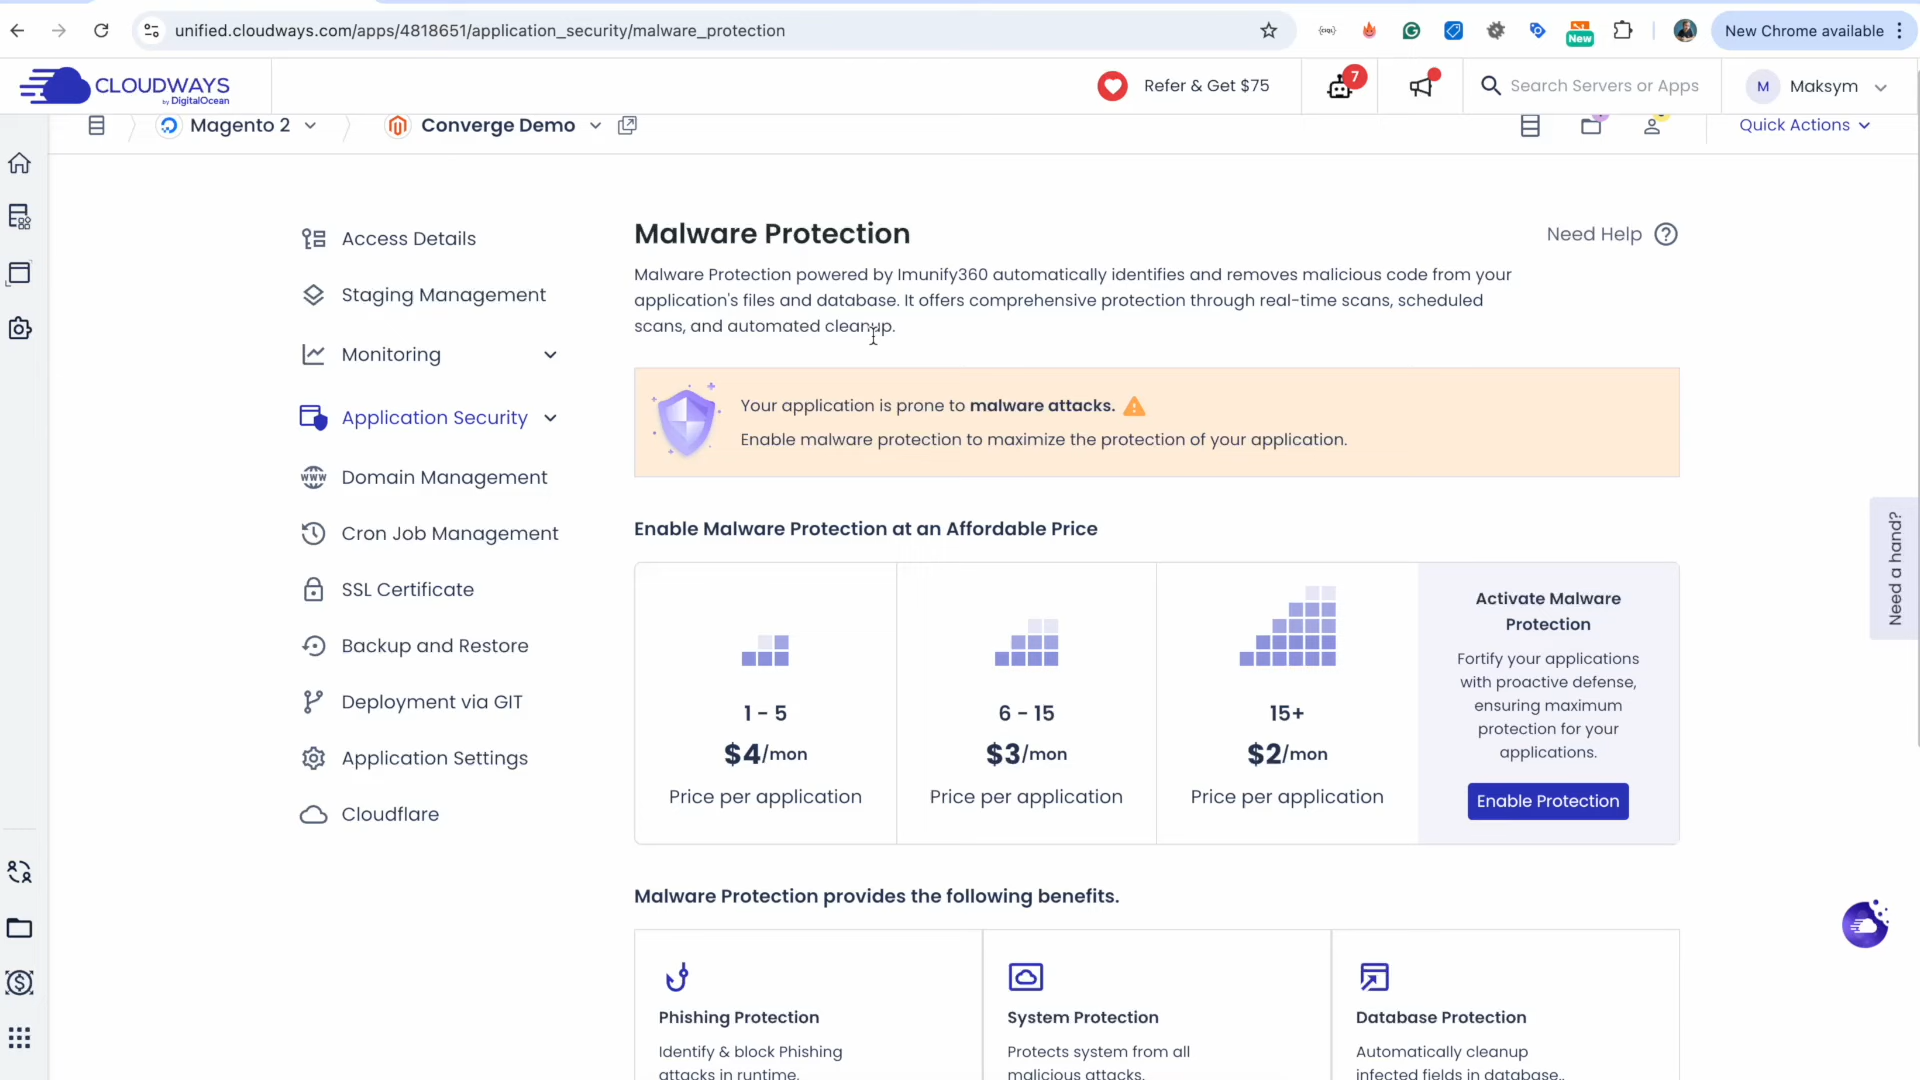 unified.cloudways.com/apps/4818651/application_security/malware_protection
New
New Chrome available
CLOUDWAYS
by DigitalOcean
Refer & Get $75
7
Search Servers or Apps
M
Maksym
Magento 2
Converge Demo
Quick Actions
Access Details
Staging Management
Monitoring
Application Security
Domain Management
Cron Job Management
SSL Certificate
Backup and Restore
Deployment via GIT
Application Settings
Cloudflare
Malware Protection
Need Help
Malware Protection powered by Imunify360 automatically identifies and removes malicious code from your
application's files and database. It offers comprehensive protection through real-time scans, scheduled
scans, and automated cleanup.
Your application is prone to malware attacks.
Enable malware protection to maximize the protection of your application.
Enable Malware Protection at an Affordable Price
1 - 5
$4/mon
Price per application
6 - 15
$3/mon
Price per application
15+
$2/mon
Price per application
Activate Malware
Protection
Fortify your applications
with proactive defense,
ensuring maximum
protection for your
applications.
Enable Protection
Need a hand?
Malware Protection provides the following benefits.
Phishing Protection
Identify & block Phishing
attacks in runtime.
System Protection
Protects system from all
malicious attacks.
Database Protection
Automatically cleanup
infected fields in database..